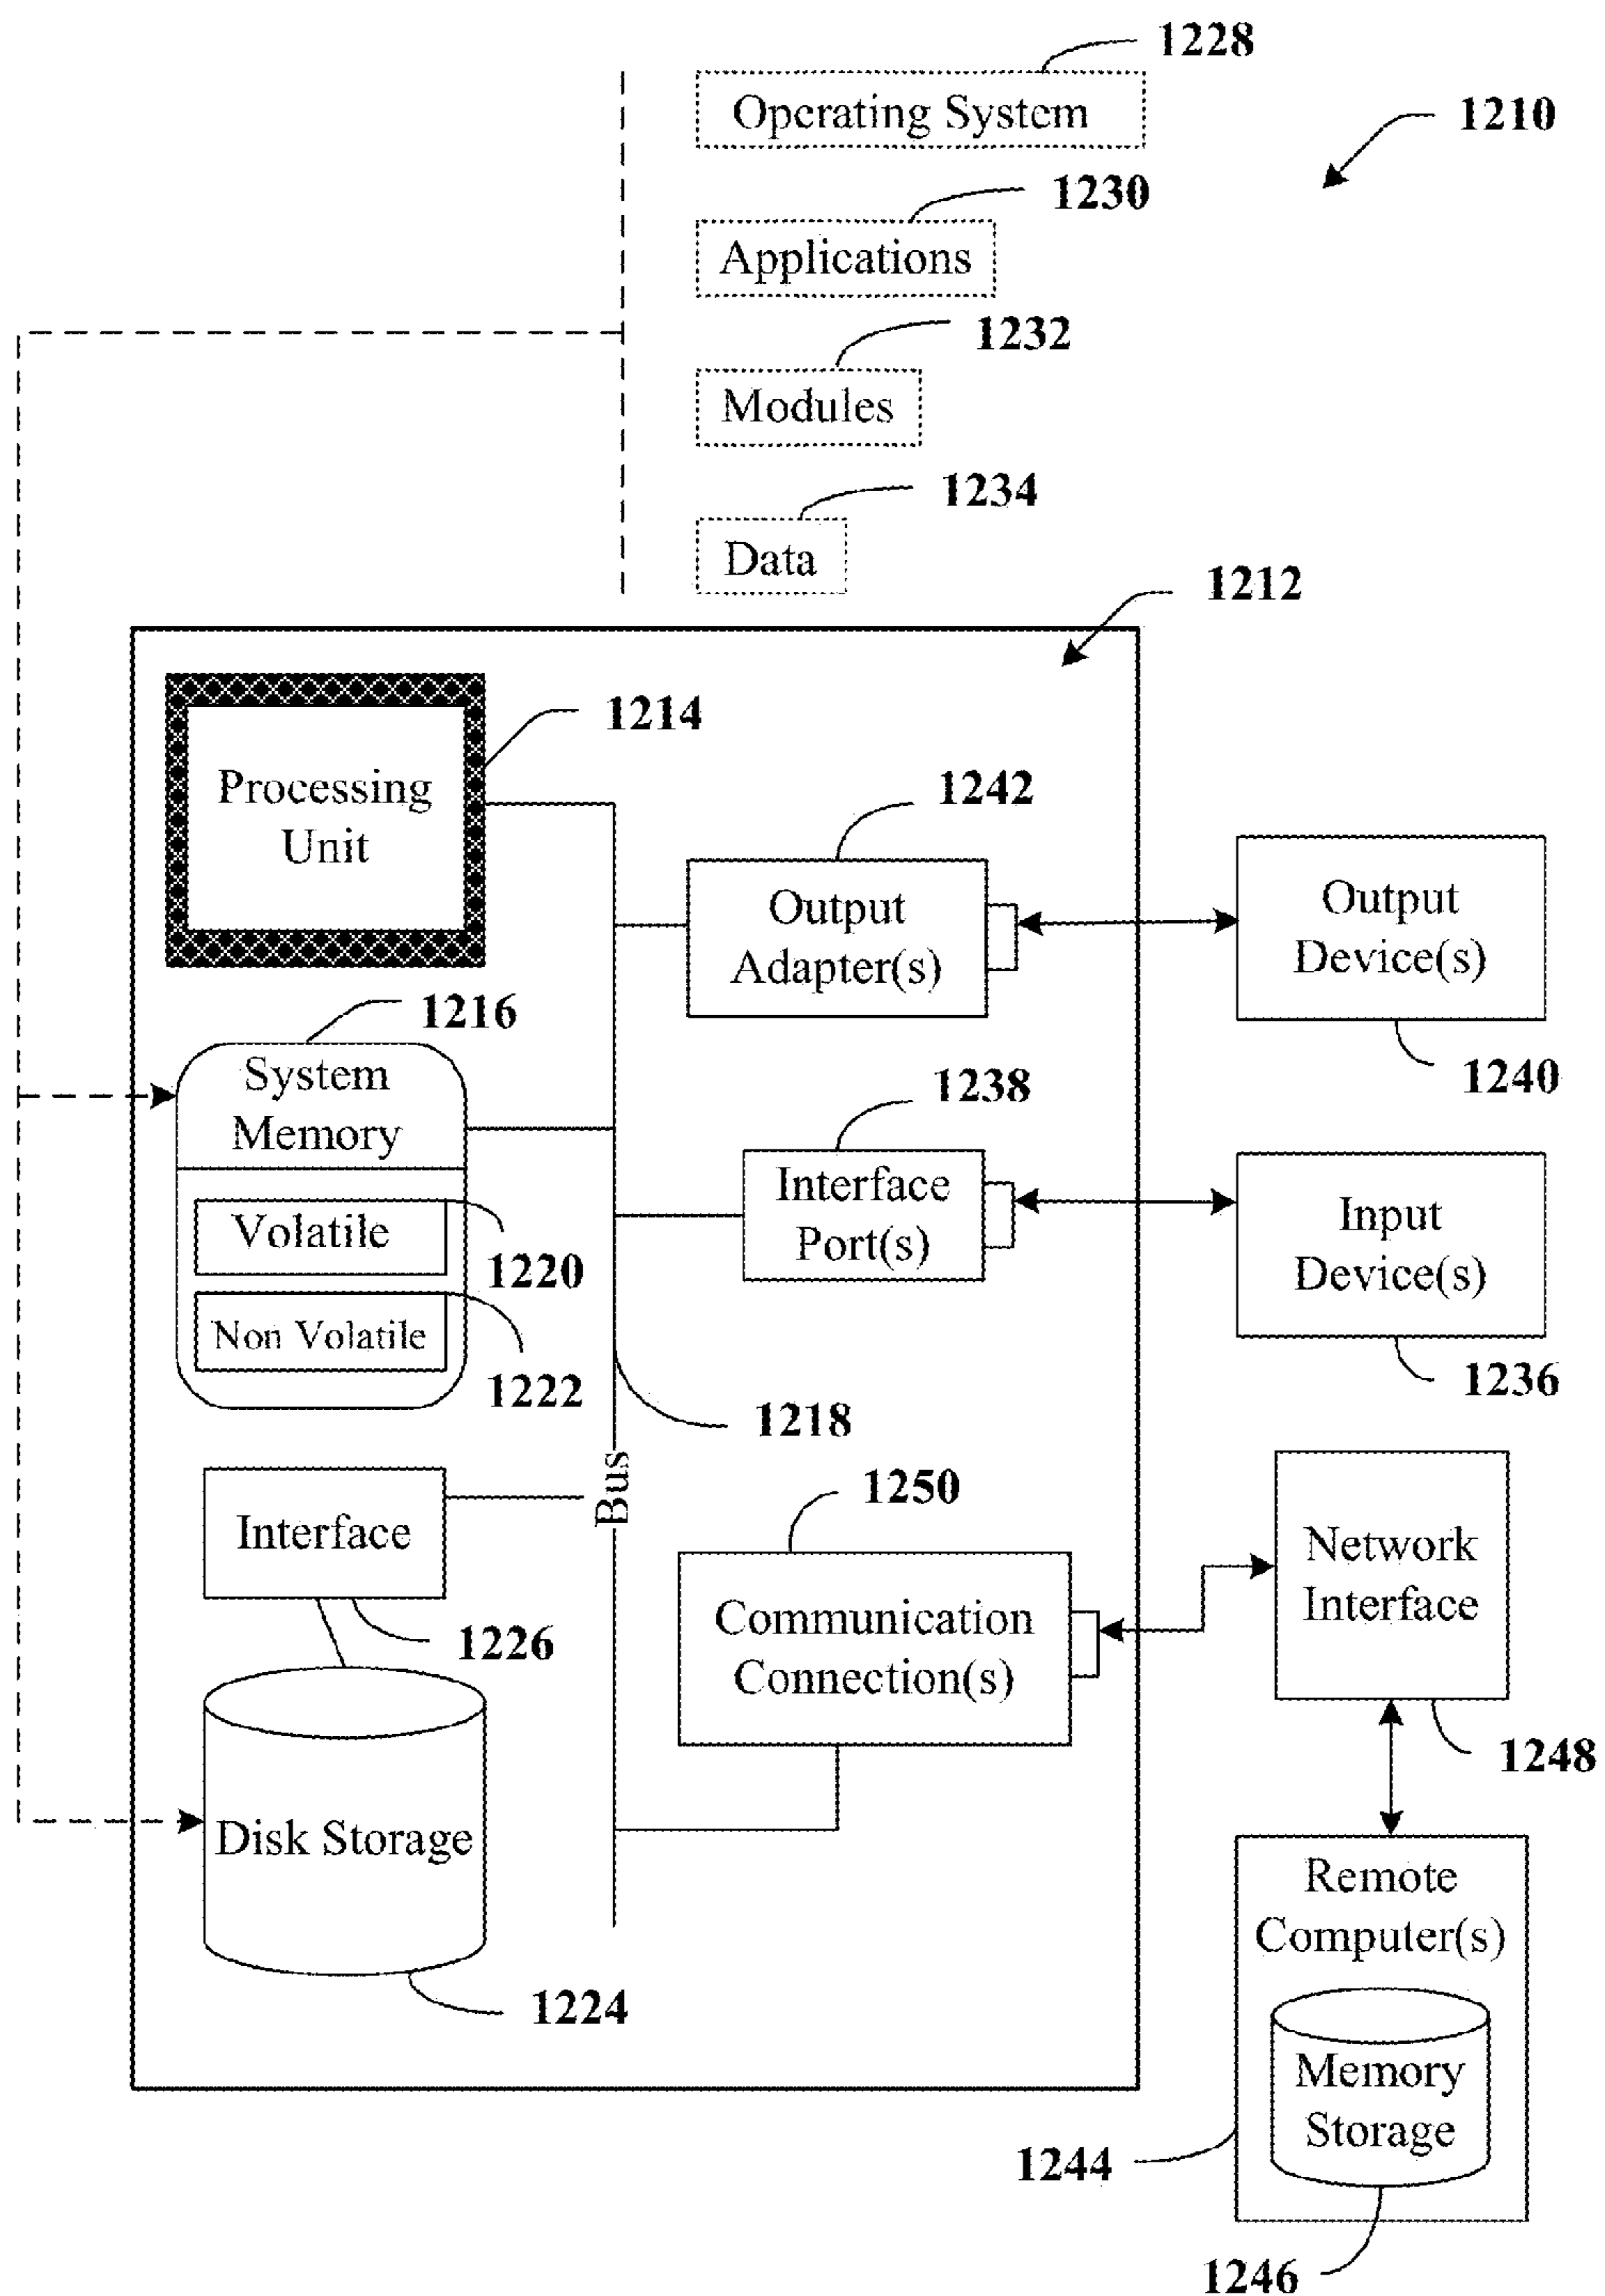 1228
Operating System
1210
1230
Applications
1232
Modules
1234
Data
1212
1214
Processing
Unit
1242
Output
Adapter(s)
Output
Device(s)
1240
1216
System
Memory
1238
Interface
Port(s)
Input
Device(s)
1236
Volatile
1220
Non Volatile
1222
1218
Bus
Interface
1226
1250
Communication
Connection(s)
Network
Interface
1248
Disk Storage
1224
Remote
Computer(s)
Memory
Storage
1244
1246